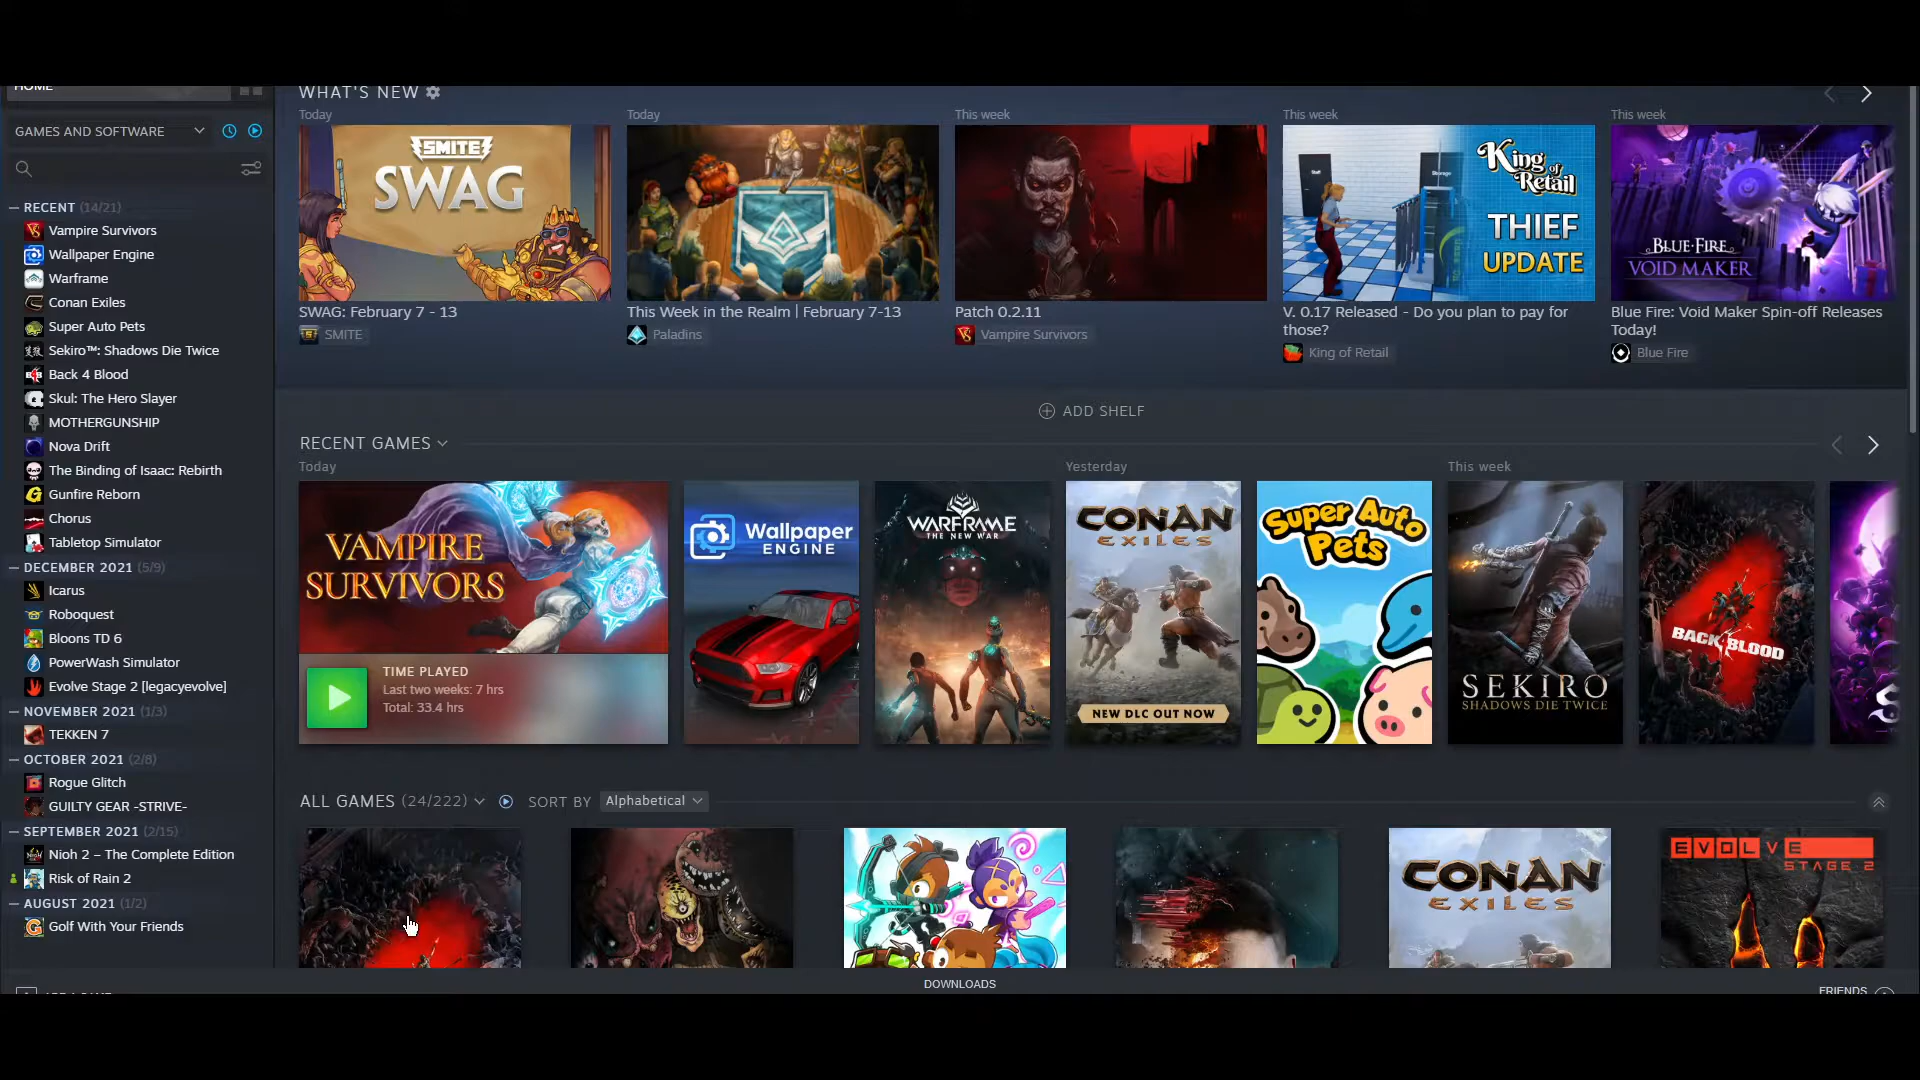 HOME
GAMES AND SOFTWARE
RECENT (14/21)
Vampire Survivors
Wallpaper Engine
Warframe
Conan Exiles
Super Auto Pets
Sekiro™: Shadows Die Twice
Back 4 Blood
Skul: The Hero Slayer
MOTHERGUNSHIP
Nova Drift
The Binding of Isaac: Rebirth
Gunfire Reborn
Chorus
Tabletop Simulator
DECEMBER 2021 (5/9)
Icarus
Roboquest
Bloons TD 6
PowerWash Simulator
Evolve Stage 2 [legacyevolve]
NOVEMBER 2021 (1/3)
TEKKEN 7
OCTOBER 2021 (2/8)
Rogue Glitch
GUILTY GEAR -STRIVE-
SEPTEMBER 2021 (2/15)
Nioh 2 – The Complete Edition
Risk of Rain 2
AUGUST 2021 (1/2)
Golf With Your Friends
WHAT'S NEW
Today
SMITE
SWAG
SWAG: February 7 - 13
SMITE
Today
This Week in the Realm | February 7-13
Paladins
This week
Patch 0.2.11
Vampire Survivors
This week
Staff
Storage
King of Retail
THIEF
UPDATE
V. 0.17 Released - Do you plan to pay for
those?
King of Retail
This week
BLUE FIRE
VOID MAKER
Blue Fire: Void Maker Spin-off Releases
Today!
Blue Fire
ADD SHELF
RECENT GAMES
Today
VAMPIRE
SURVIVORS
TIME PLAYED
Last two weeks: 7 hrs
Total: 33.4 hrs
Wallpaper
ENGINE
WARFRAME
THE NEW WAR
Yesterday
CONAN
EXILES
NEW DLC OUT NOW
Super Auto
Pets
This week
SEKIRO
SHADOWS DIE TWICE
BACK 4 BLOOD
S
ALL GAMES (24/222)
SORT BY
Alphabetical
CONAN
EXILES
EVOLVE
STAGE 2
DOWNLOADS
FRIENDS